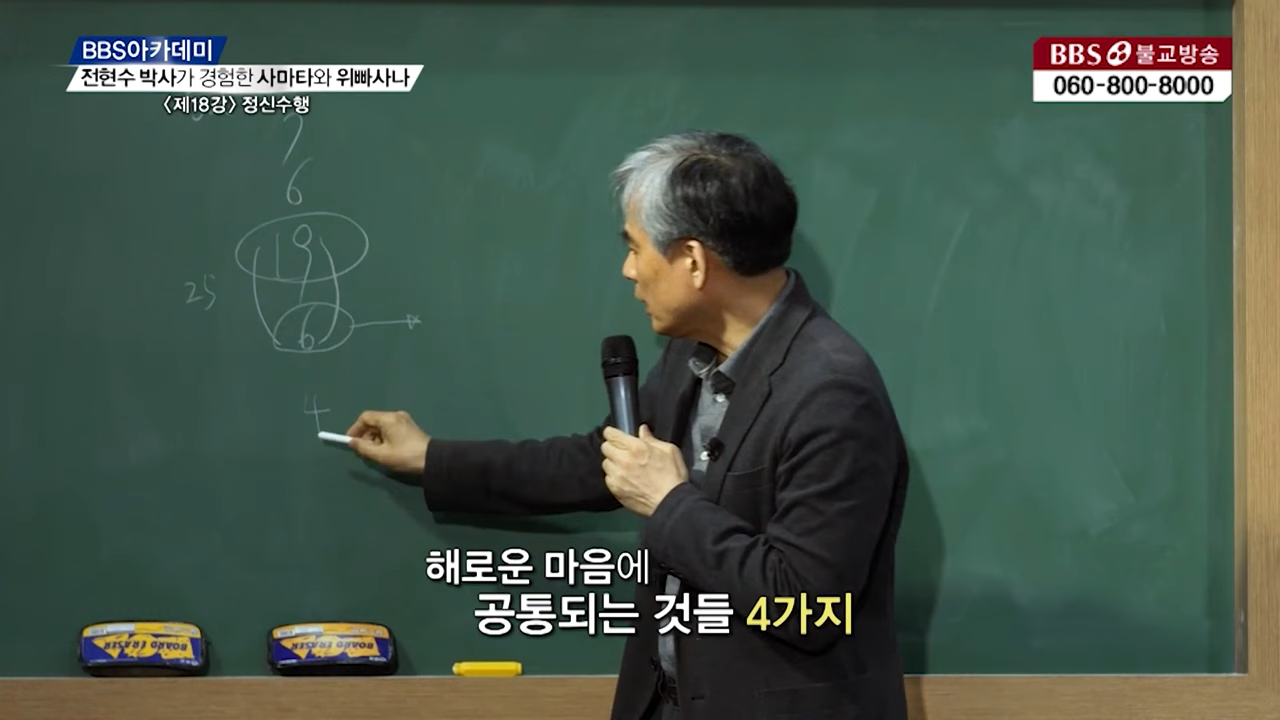 BBS아카데미
전현수 박사가 경험한 사마타와 위빠사나
〈제18강〉 정신수행
BBS 불교방송
060-800-8000
7
6
19
25
6
4
해로운 마음에
공통되는 것들 4가지
BOARD ERASER
BOARD ERASER